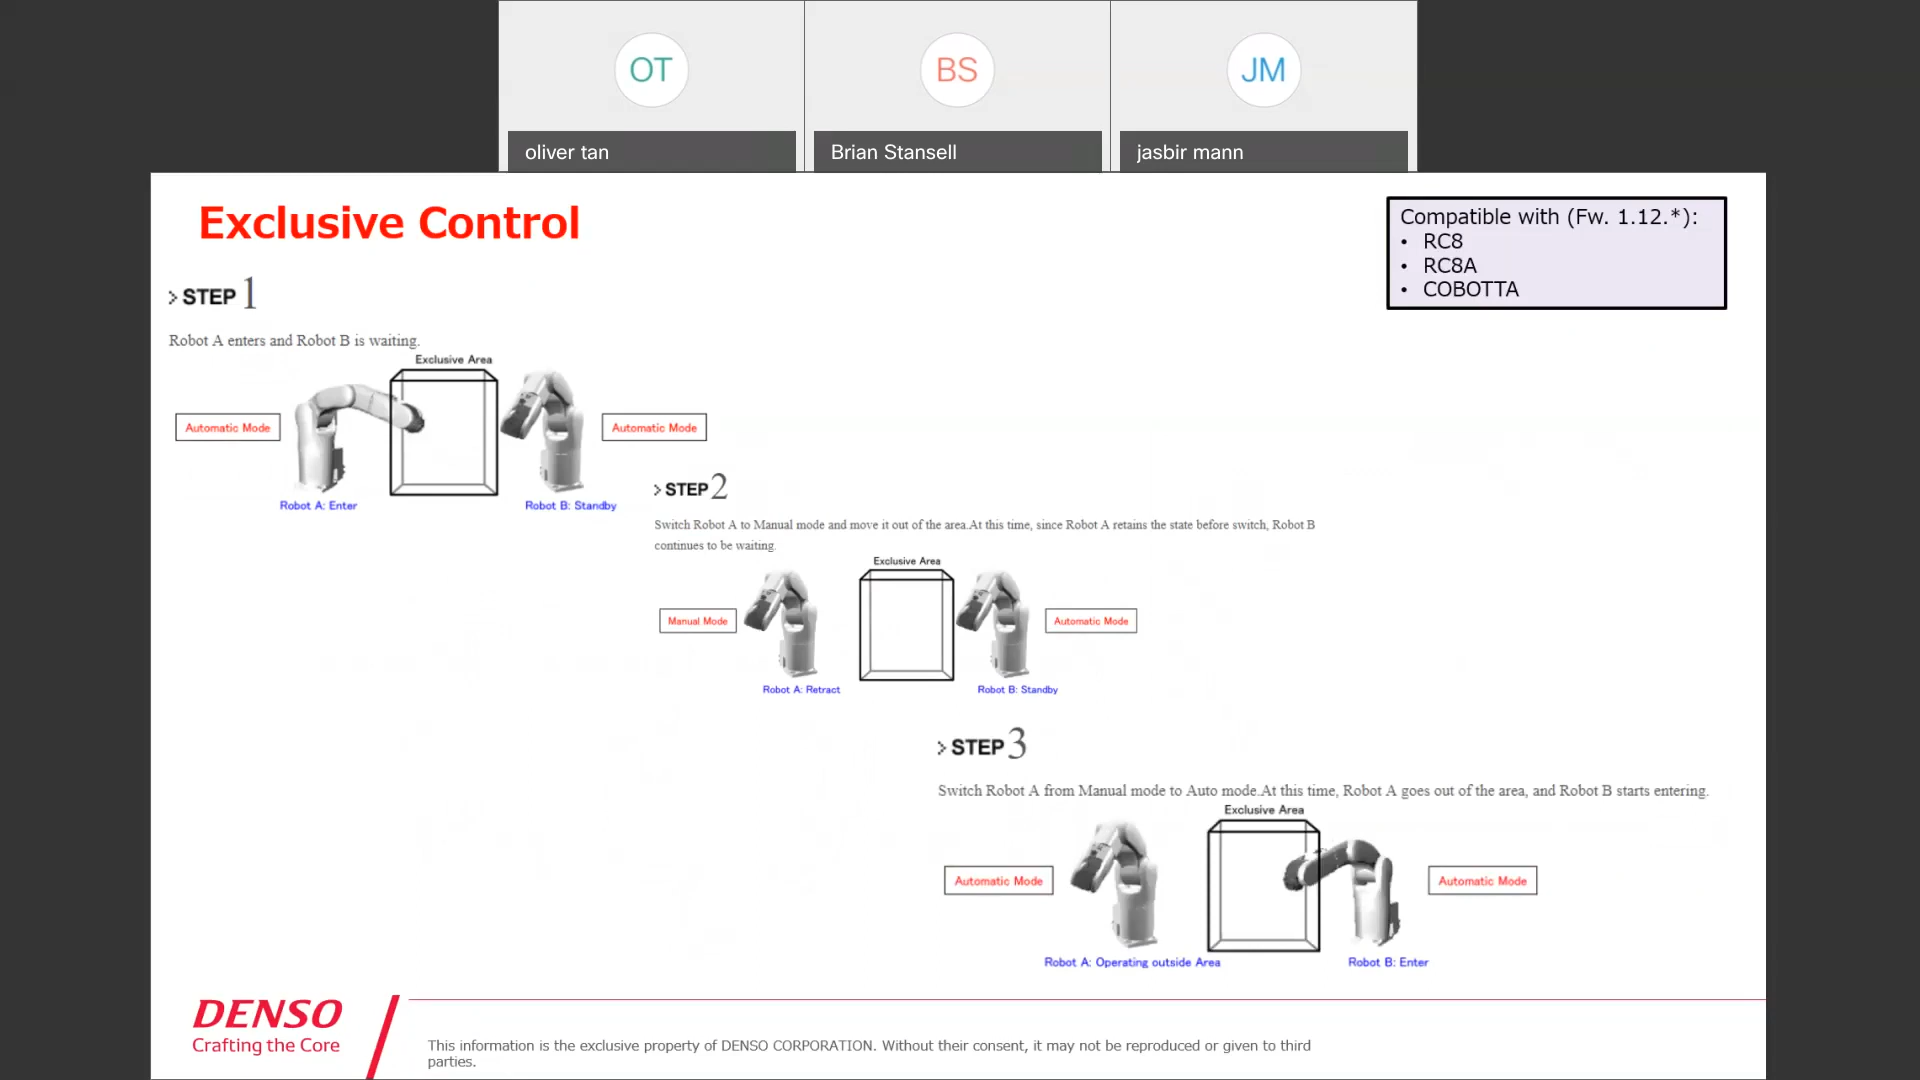 OT
BS
JM
oliver tan
Brian Stansell
jasbir mann
Exclusive Control
Compatible with (Fw. 1.12.*):
• RC8
• RC8A
• COBOTTA
STEP 1
Robot A enters and Robot B is waiting.
Exclusive Area
Automatic Mode
Automatic Mode
Robot A: Enter
Robot B: Standby
STEP 2
Switch Robot A to Manual mode and move it out of the area.At this time, since Robot A retains the state before switch, Robot B
continues to be waiting.
Exclusive Area
Manual Mode
Automatic Mode
Robot A: Retract
Robot B: Standby
STEP 3
Switch Robot A from Manual mode to Auto mode.At this time, Robot A goes out of the area, and Robot B starts entering.
Exclusive Area
Automatic Mode
Automatic Mode
Robot A: Operating outside Area
Robot B: Enter
DENSO
Crafting the Core
This information is the exclusive property of DENSO CORPORATION. Without their consent, it may not be reproduced or given to third
parties.